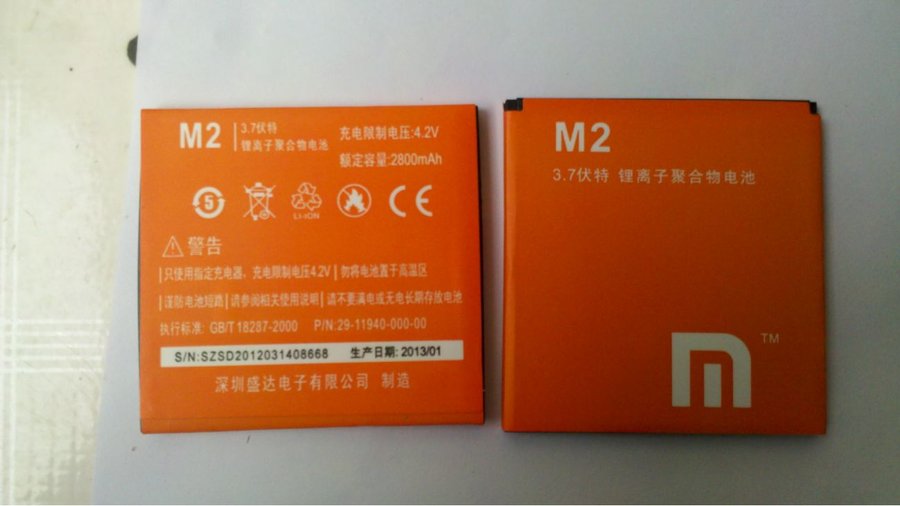 M2
3.7伏特
锂离子聚合物电池
充电限制电压:4.2V
额定容量:2800mAh
5
LI-ION
CE
警告
只使用指定充电器、充电限制电压4.2V 勿将电池置于高温区
谨防电池短路 请参阅相关使用说明 请不要满电或无电长期存放电池
执行标准: GB/T 18287-2000 P/N:29-11940-000-00
S/N:SZSD2012031408668 生产日期:2013/01
深圳盛达电子有限公司 制造
M2
3.7伏特 锂离子聚合物电池
TM